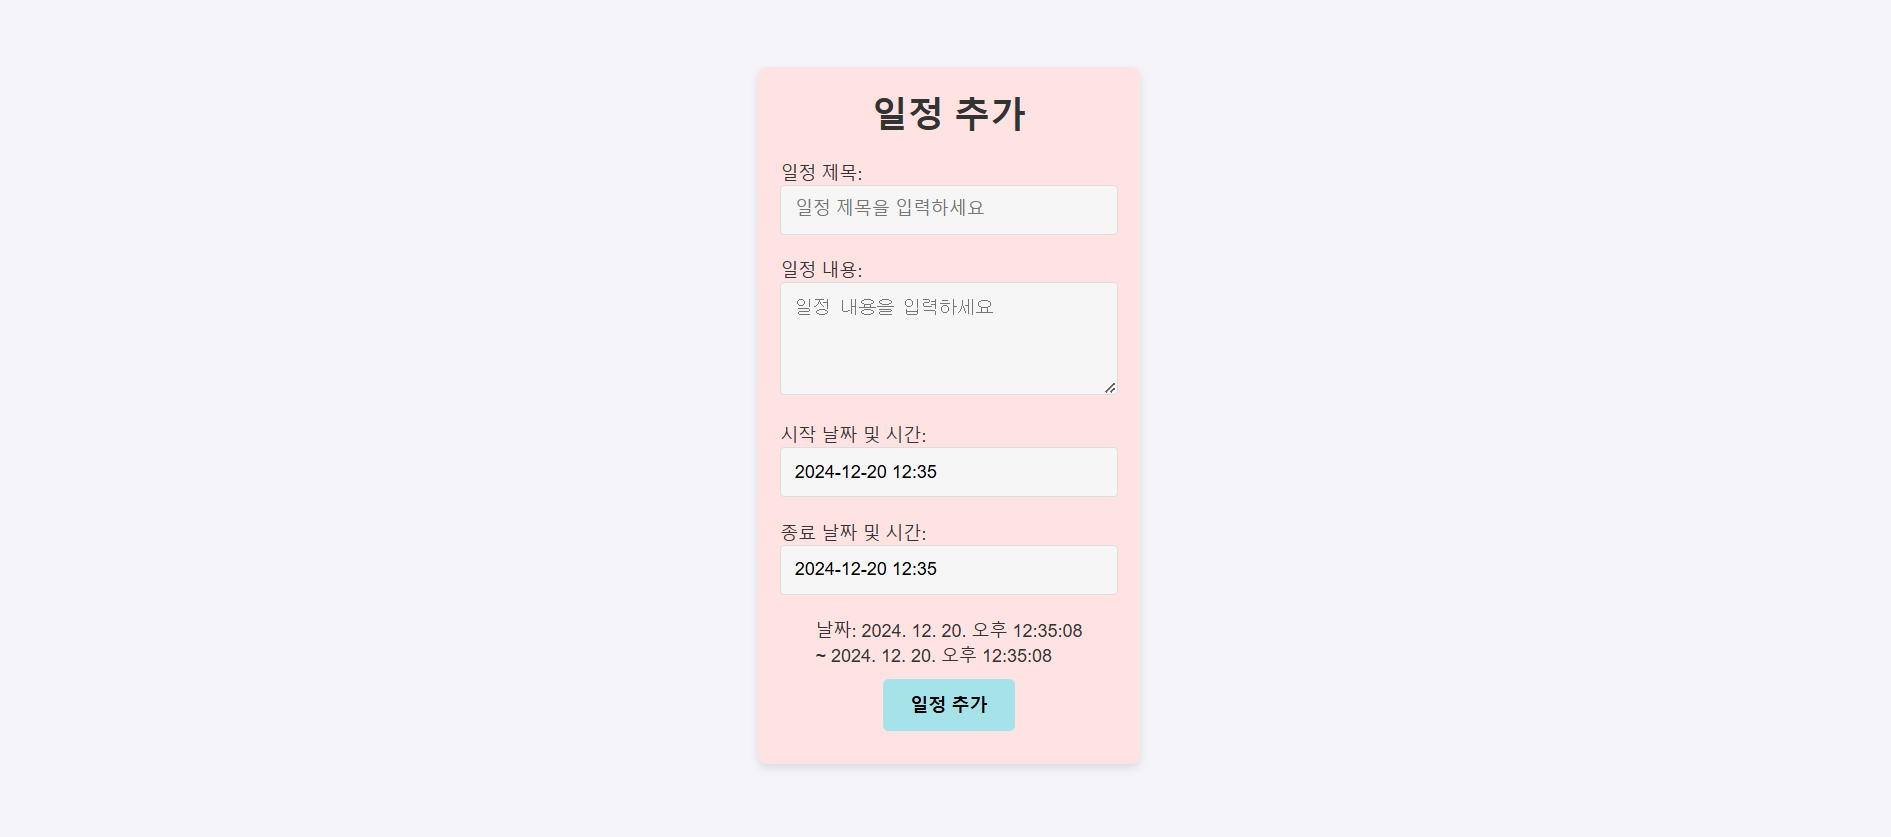 일정 추가
일정 제목:
일정 제목을 입력하세요
일정 내용:
일정 내용을 입력하세요
시작 날짜 및 시간:
2024-12-20 12:35
종료 날짜 및 시간:
2024-12-20 12:35
날짜: 2024. 12. 20. 오후 12:35:08
~ 2024. 12. 20. 오후 12:35:08
일정 추가